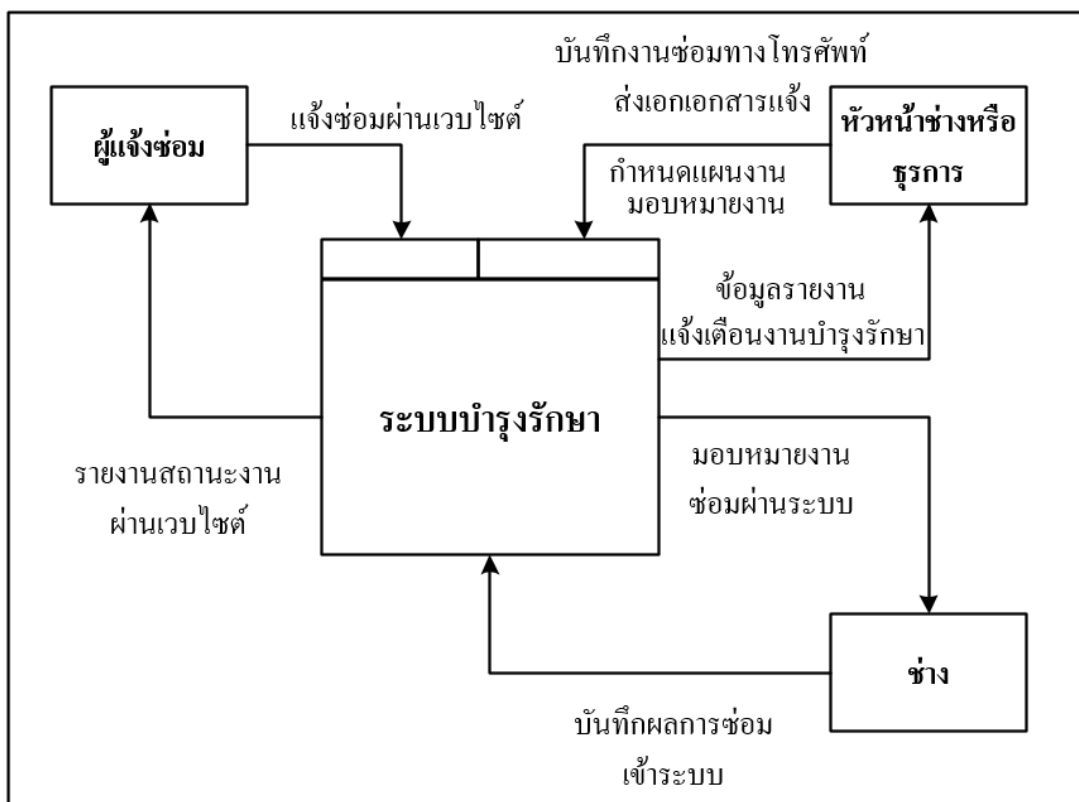 บันทึกงานซ่อมทางโทรศัพท์
ส่งเอกเอกสารแจ้ง
แจ้งซ่อมผ่านเวบไซต์
ผู้แจ้งซ่อม
หัวหน้าช่างหรือ
ธุรการ
กำหนดแผนงาน
มอบหมายงาน
ข้อมูลรายงาน
แจ้งเตือนงานบำรุงรักษา
ระบบบำรุงรักษา
รายงานสถานะงาน
ผ่านเวบไซต์
มอบหมายงาน
ซ่อมผ่านระบบ
ช่าง
บันทึกผลการซ่อม
เข้าระบบ